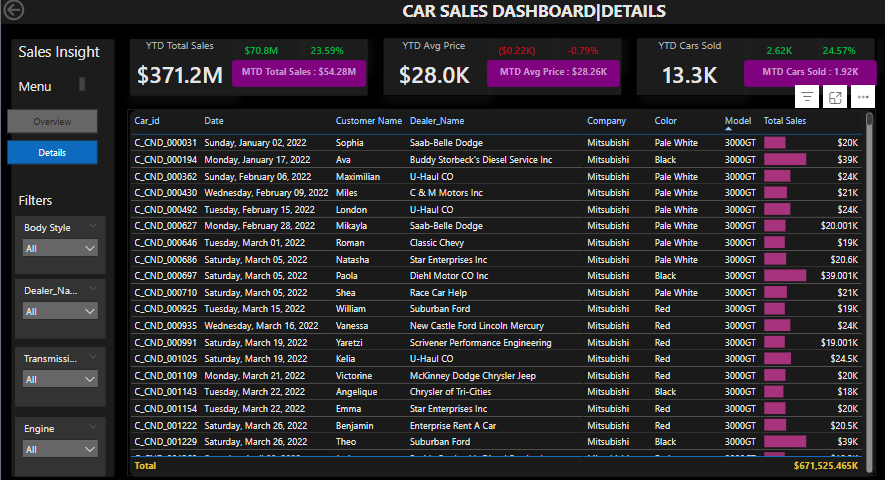 CAR SALES DASHBOARD|DETAILS
Sales Insight
Menu
Overview
Details
Filters
Body Style
All
Dealer_Na...
All
Transmissi...
All
Engine
All
YTD Total Sales
$70.8M 23.59%
$371.2M
MTD Total Sales : $54.28M
YTD Avg Price
($0.22K) -0.79%
$28.0K
MTD Avg Price : $28.26K
YTD Cars Sold
2.62K 24.57%
13.3K
MTD Cars Sold : 1.92K
Car_id Date Customer Name Dealer_Name Company Color Model Total Sales
C_CND_000031 Sunday, January 02, 2022 Sophia Saab-Belle Dodge Mitsubishi Pale White 3000GT $20K
C_CND_000194 Monday, January 17, 2022 Ava Buddy Storbeck's Diesel Service Inc Mitsubishi Black 3000GT $39K
C_CND_000362 Sunday, February 06, 2022 Maximilian U-Haul CO Mitsubishi Pale White 3000GT $24K
C_CND_000430 Wednesday, February 09, 2022 Miles C & M Motors Inc Mitsubishi Pale White 3000GT $21K
C_CND_000492 Tuesday, February 15, 2022 London U-Haul CO Mitsubishi Pale White 3000GT $24K
C_CND_000627 Monday, February 28, 2022 Mikayla Saab-Belle Dodge Mitsubishi Pale White 3000GT $20.001K
C_CND_000646 Tuesday, March 01, 2022 Roman Classic Chevy Mitsubishi Pale White 3000GT $19K
C_CND_000686 Saturday, March 05, 2022 Natasha Star Enterprises Inc Mitsubishi Pale White 3000GT $20.6K
C_CND_000697 Saturday, March 05, 2022 Paola Diehl Motor CO Inc Mitsubishi Black 3000GT $39.001K
C_CND_000710 Saturday, March 05, 2022 Shea Race Car Help Mitsubishi Pale White 3000GT $21K
C_CND_000925 Tuesday, March 15, 2022 William Suburban Ford Mitsubishi Red 3000GT $19K
C_CND_000935 Wednesday, March 16, 2022 Vanessa New Castle Ford Lincoln Mercury Mitsubishi Red 3000GT $24K
C_CND_000991 Saturday, March 19, 2022 Yaretzi Scrivener Performance Engineering Mitsubishi Red 3000GT $19.001K
C_CND_001025 Saturday, March 19, 2022 Kelia U-Haul CO Mitsubishi Red 3000GT $24.5K
C_CND_001109 Monday, March 21, 2022 Victorine McKinney Dodge Chrysler Jeep Mitsubishi Red 3000GT $20K
C_CND_001143 Tuesday, March 22, 2022 Angelique Chrysler of Tri-Cities Mitsubishi Black 3000GT $18K
C_CND_001154 Tuesday, March 22, 2022 Emma Star Enterprises Inc Mitsubishi Red 3000GT $20K
C_CND_001222 Saturday, March 26, 2022 Benjamin Enterprise Rent A Car Mitsubishi Red 3000GT $20.5K
C_CND_001229 Saturday, March 26, 2022 Theo Suburban Ford Mitsubishi Black 3000GT $39K
Total $671,525.465K